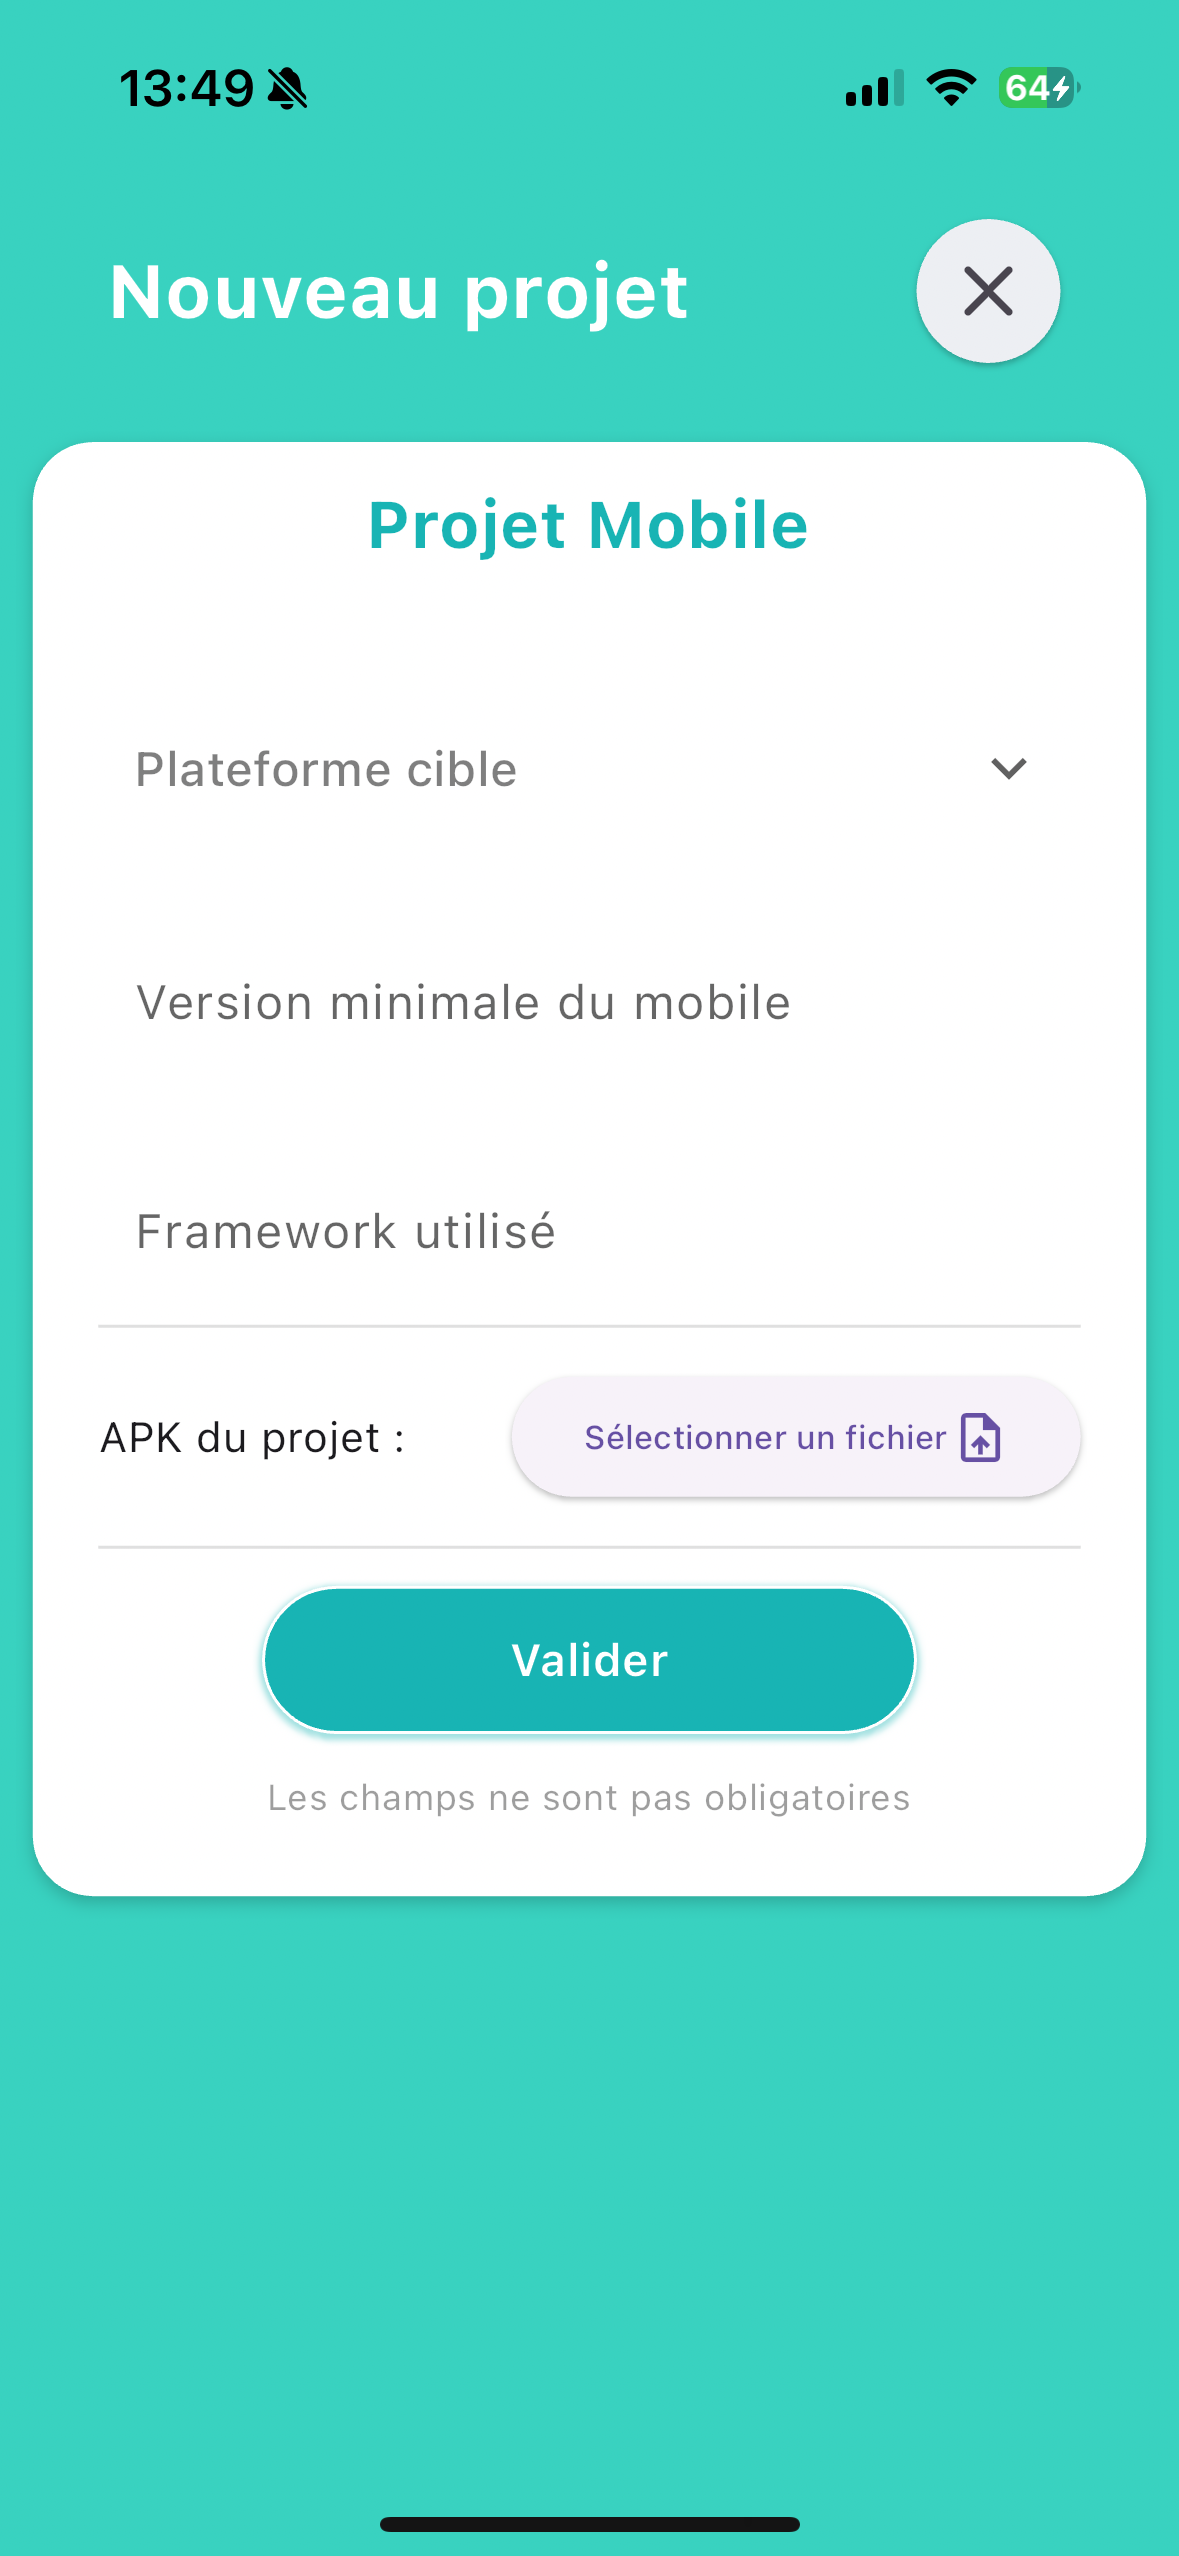 13:49
64
Nouveau projet
Projet Mobile
Plateforme cible
Version minimale du mobile
Framework utilisé
APK du projet :
Sélectionner un fichier
Valider
Les champs ne sont pas obligatoires